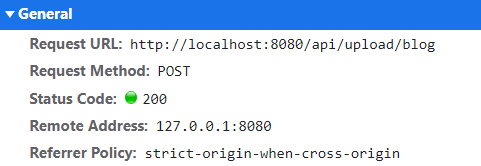 General
Request URL: http://localhost:8080/api/upload/blog
Request Method: POST
Status Code: 200
Remote Address: 127.0.0.1:8080
Referrer Policy: strict-origin-when-cross-origin